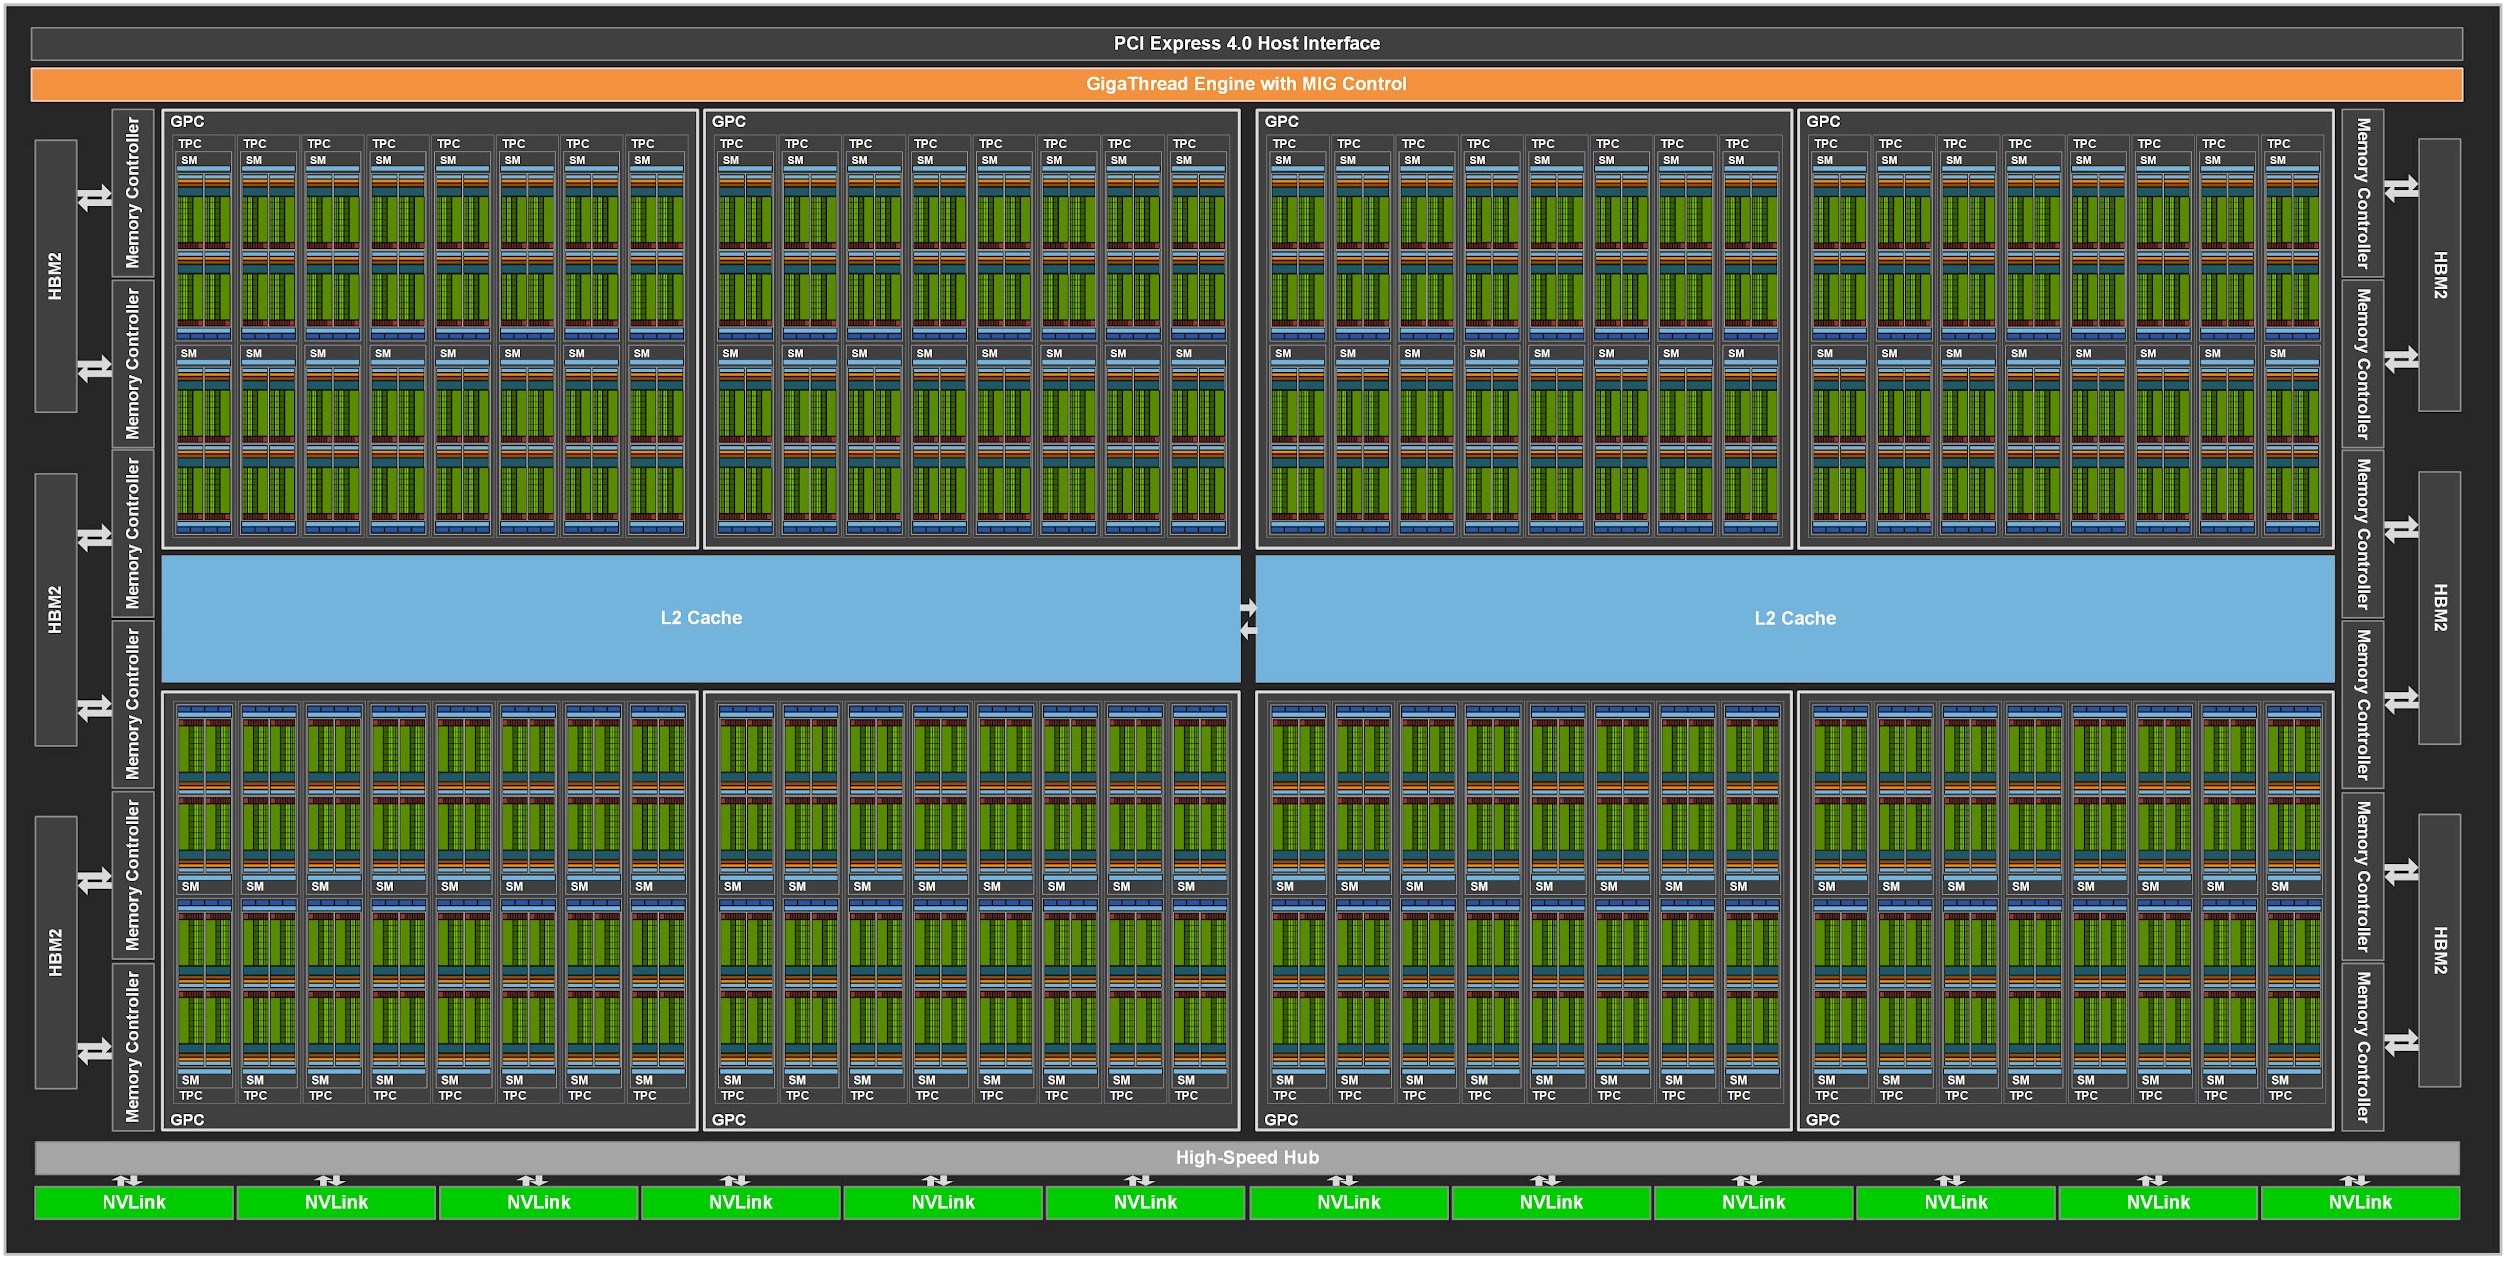 PCI Express 4.0 Host Interface
GigaThread Engine with MIG Control
GPC GPC GPC GPC
TPC TPC TPC TPC TPC TPC TPC TPC TPC TPC TPC TPC TPC TPC TPC TPC TPC TPC TPC TPC TPC TPC TPC TPC TPC TPC TPC TPC TPC TPC TPC TPC
SM SM SM SM SM SM SM SM SM SM SM SM SM SM SM SM SM SM SM SM SM SM SM SM SM SM SM SM SM SM SM SM
SM SM SM SM SM SM SM SM SM SM SM SM SM SM SM SM SM SM SM SM SM SM SM SM SM SM SM SM SM SM SM SM
HBM2
HBM2
HBM2
Memory Controller
Memory Controller
Memory Controller
Memory Controller
Memory Controller
Memory Controller
L2 Cache
L2 Cache
Memory Controller
Memory Controller
Memory Controller
Memory Controller
Memory Controller
Memory Controller
HBM2
HBM2
HBM2
SM SM SM SM SM SM SM SM SM SM SM SM SM SM SM SM SM SM SM SM SM SM SM SM SM SM SM SM SM SM SM SM
SM SM SM SM SM SM SM SM SM SM SM SM SM SM SM SM SM SM SM SM SM SM SM SM SM SM SM SM SM SM SM SM
TPC TPC TPC TPC TPC TPC TPC TPC TPC TPC TPC TPC TPC TPC TPC TPC TPC TPC TPC TPC TPC TPC TPC TPC TPC TPC TPC TPC TPC TPC TPC TPC
GPC GPC GPC GPC
High-Speed Hub
NVLink NVLink NVLink NVLink NVLink NVLink NVLink NVLink NVLink NVLink NVLink NVLink